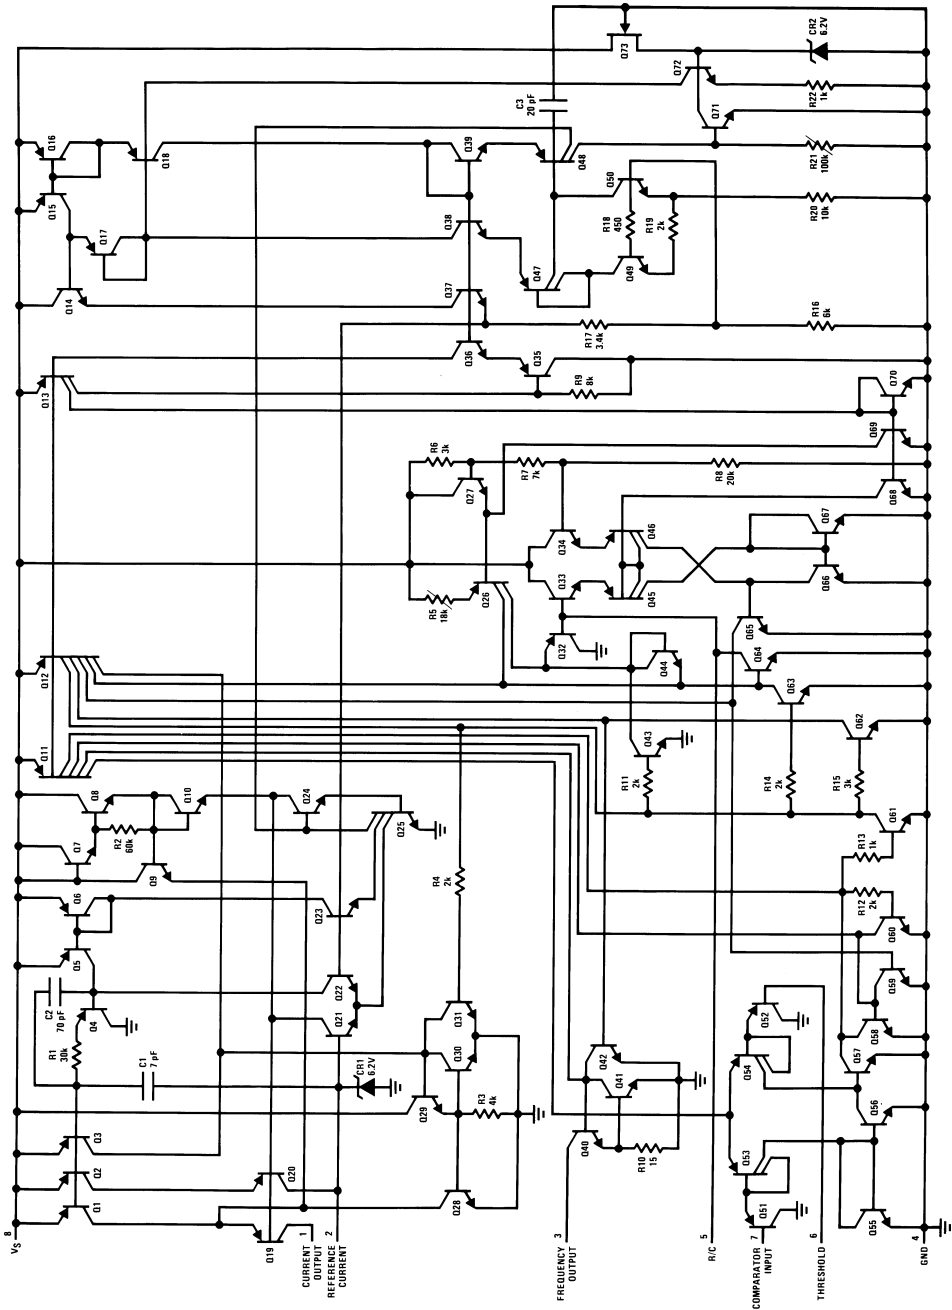 8
VS
CURRENT
OUTPUT
1
REFERENCE
CURRENT
2
FREQUENCY
OUTPUT
3
R/C
5
COMPARATOR
INPUT
7
THRESHOLD
6
GND
4
Q1
Q2
Q3
R1
30k
C2
70 pF
Q4
C1
7 pF
Q5
Q6
Q7
Q8
R2
60k
Q9
Q10
Q11
Q12
Q13
Q14
Q15
Q16
Q17
Q18
Q19
Q20
CR1
6.2V
Q21
Q22
Q23
Q24
Q25
Q28
Q29
R3
4k
Q30
Q31
R4
2k
R5
18k
Q26
Q27
R6
3k
R7
7k
R8
20k
Q32
Q33
Q34
Q35
Q36
Q37
Q38
Q39
R9
8k
Q40
Q41
Q42
R10
15
R11
2k
Q43
Q44
Q45
Q46
Q47
Q48
Q49
Q50
R17
3.4k
R18
450
R19
2k
C3
20 pF
Q51
Q52
Q53
Q54
Q55
Q56
Q57
Q58
Q59
Q60
R12
2k
R13
1k
Q61
R14
2k
R15
3k
Q62
Q63
Q64
Q65
Q66
Q67
Q68
Q69
Q70
R16
6k
R20
10k
R21
100k
Q71
Q72
R22
1k
Q73
CR2
6.2V